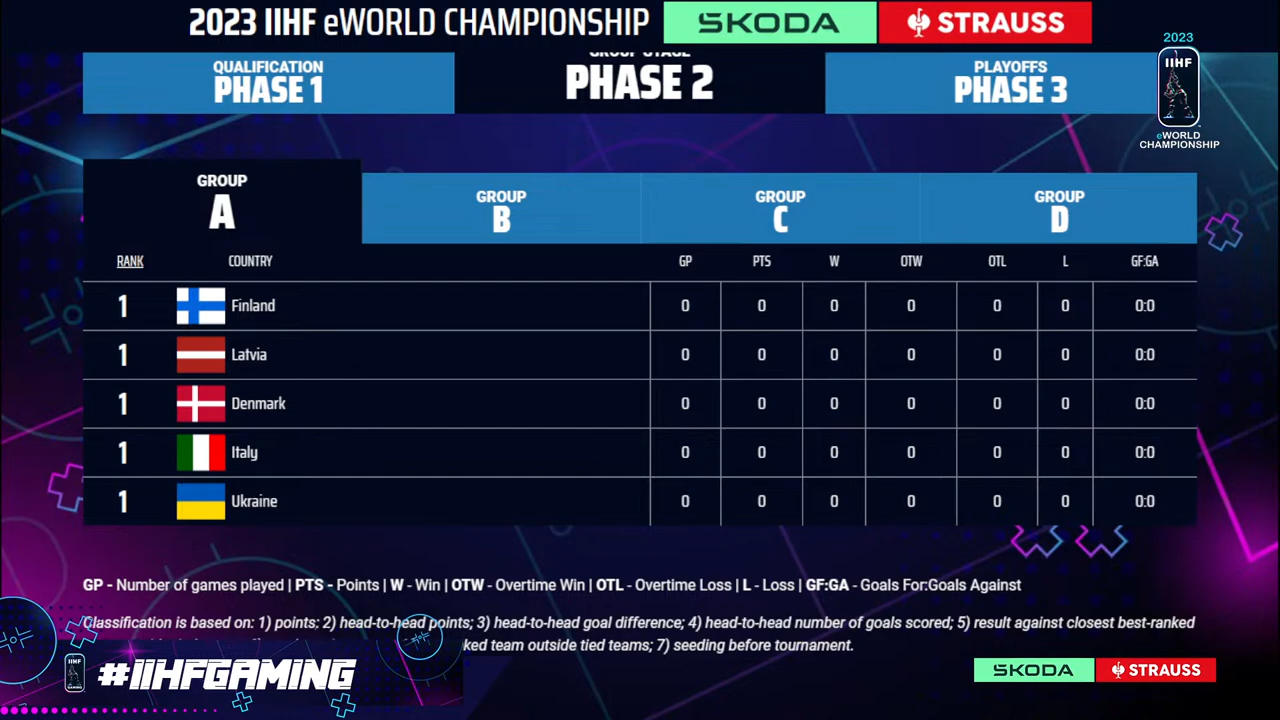 2023 IIHF eWORLD CHAMPIONSHIP ŠKODA STRAUSS
2023
IIHF
eWORLD
CHAMPIONSHIP
QUALIFICATION
PHASE 1
GROUP STAGE
PHASE 2
PLAYOFFS
PHASE 3
GROUP
A
GROUP
B
GROUP
C
GROUP
D
RANK COUNTRY GP PTS W OTW OTL L GF:GA
1 Finland 0 0 0 0 0 0 0:0
1 Latvia 0 0 0 0 0 0 0:0
1 Denmark 0 0 0 0 0 0 0:0
1 Italy 0 0 0 0 0 0 0:0
1 Ukraine 0 0 0 0 0 0 0:0
GP - Number of games played | PTS - Points | W - Win | OTW - Overtime Win | OTL - Overtime Loss | L - Loss | GF:GA - Goals For:Goals Against
Classification is based on: 1) points: 2) head-to-head points; 3) head-to-head goal difference; 4) head-to-head number of goals scored; 5) result against closest best-ranked
ked team outside tied teams; 7) seeding before tournament.
IIHF
#IIHFGAMING
ŠKODA STRAUSS